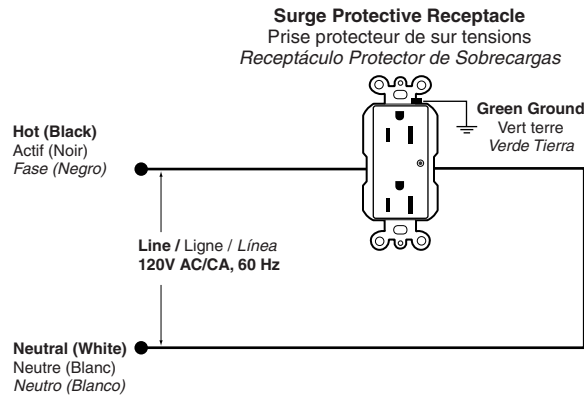 Surge Protective Receptacle
Prise protecteur de sur tensions
Receptáculo Protector de Sobrecargas
Green Ground
Vert terre
Verde Tierra
Hot (Black)
Actif (Noir)
Fase (Negro)
Line / Ligne / Línea
120V AC/CA, 60 Hz
Neutral (White)
Neutre (Blanc)
Neutro (Blanco)